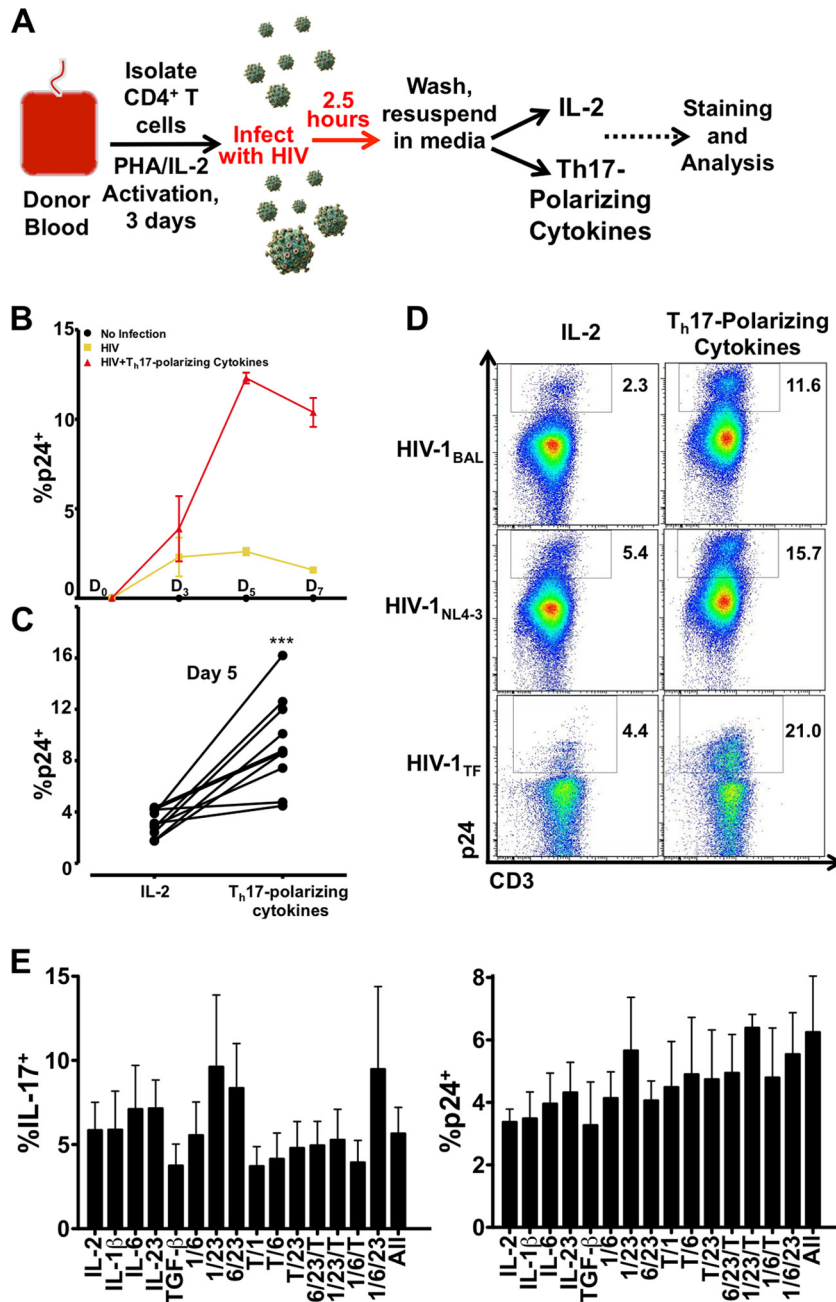 A
Donor
Blood
Isolate
CD4⁺ T
cells
PHA/IL-2
Activation,
3 days
Infect
with HIV
2.5
hours
Wash,
resuspend
in media
IL-2
Th17-
Polarizing
Cytokines
Staining
and
Analysis
B
No Infection
HIV
HIV+Tₕ17-polarizing Cytokines
%p24⁺
15
10
5
0
D₀ D₃ D₅ D₇
C
Day 5
***
%p24⁺
16
12
8
4
0
IL-2
Tₕ17-polarizing
cytokines
D
IL-2
Tₕ17-Polarizing
Cytokines
HIV-1BAL
2.3
11.6
HIV-1NL4-3
5.4
15.7
HIV-1TF
4.4
21.0
p24
CD3
E
%IL-17⁺
15
10
5
0
IL-2
IL-1β
IL-6
IL-23
TGF-β
1/6
1/23
6/23
T/1
T/6
T/23
6/23/T
1/23/T
1/6/T
1/6/23
All
%p24⁺
8
6
4
2
0
IL-2
IL-1β
IL-6
IL-23
TGF-β
1/6
1/23
6/23
T/1
T/6
T/23
6/23/T
1/23/T
1/6/T
1/6/23
All